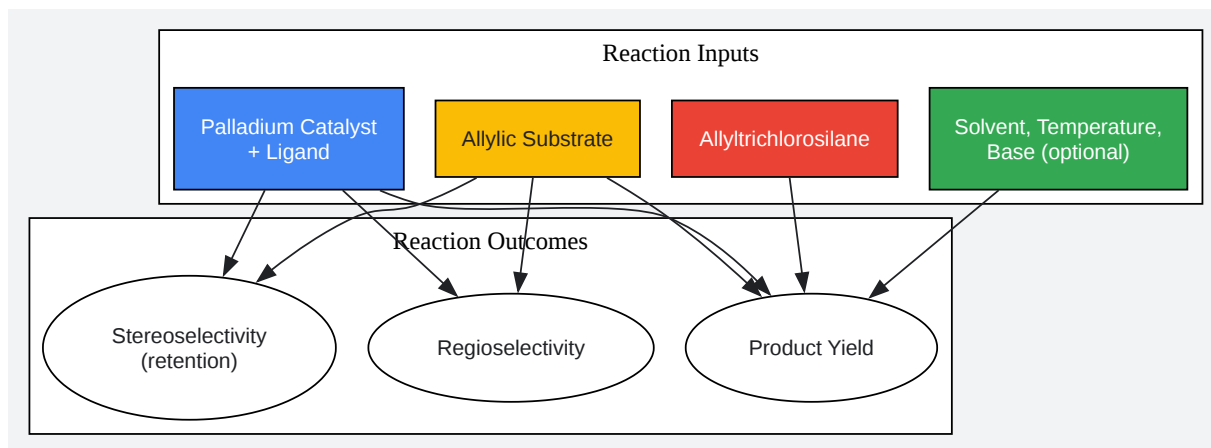 Reaction Inputs
Palladium Catalyst
+ Ligand
Allylic Substrate
Allyltrichlorosilane
Solvent, Temperature,
Base (optional)
Reaction Outcomes
Stereoselectivity
(retention)
Regioselectivity
Product Yield